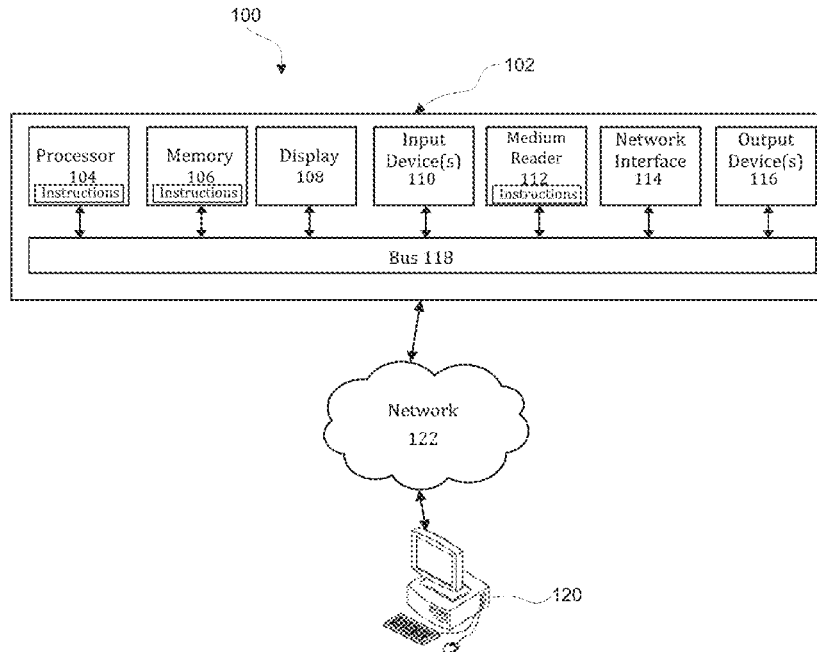 100
102
Processor
104
Instructions
Memory
106
Instructions
Display
108
Input
Device(s)
110
Medium
Reader
112
Instructions
Network
Interface
114
Output
Device(s)
116
Bus 118
Network
122
120